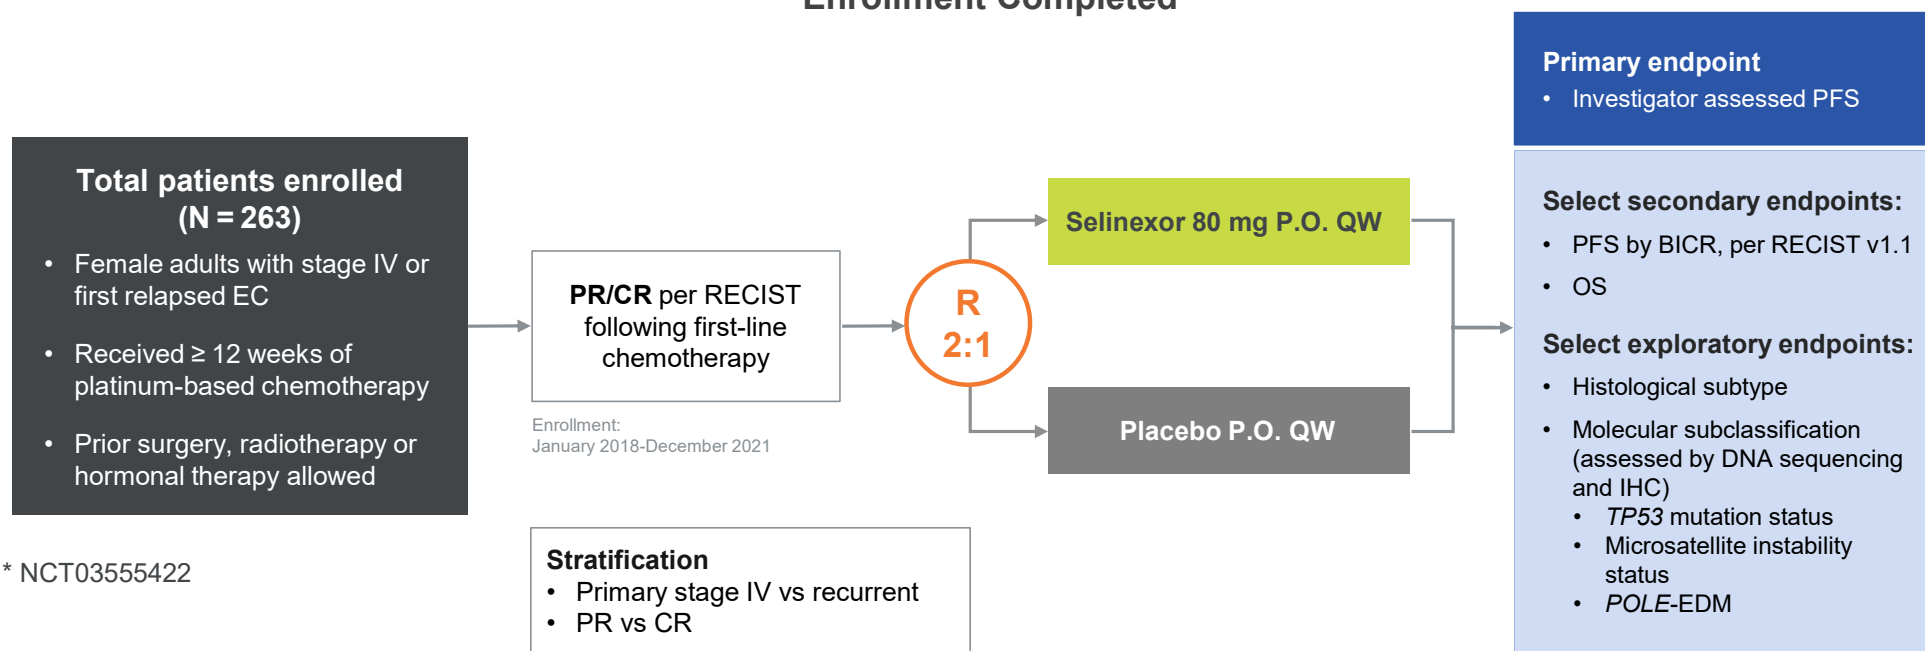 Enrollment Completed
Total patients enrolled
(N = 263)
• Female adults with stage IV or
first relapsed EC
• Received ≥ 12 weeks of
platinum-based chemotherapy
• Prior surgery, radiotherapy or
hormonal therapy allowed
* NCT03555422
PR/CR per RECIST
following first-line
chemotherapy
Enrollment:
January 2018-December 2021
Stratification
• Primary stage IV vs recurrent
• PR vs CR
R
2:1
Selinexor 80 mg P.O. QW
Placebo P.O. QW
Primary endpoint
• Investigator assessed PFS
Select secondary endpoints:
• PFS by BICR, per RECIST v1.1
• OS
Select exploratory endpoints:
• Histological subtype
• Molecular subclassification
(assessed by DNA sequencing
and IHC)
• TP53 mutation status
• Microsatellite instability
status
• POLE-EDM